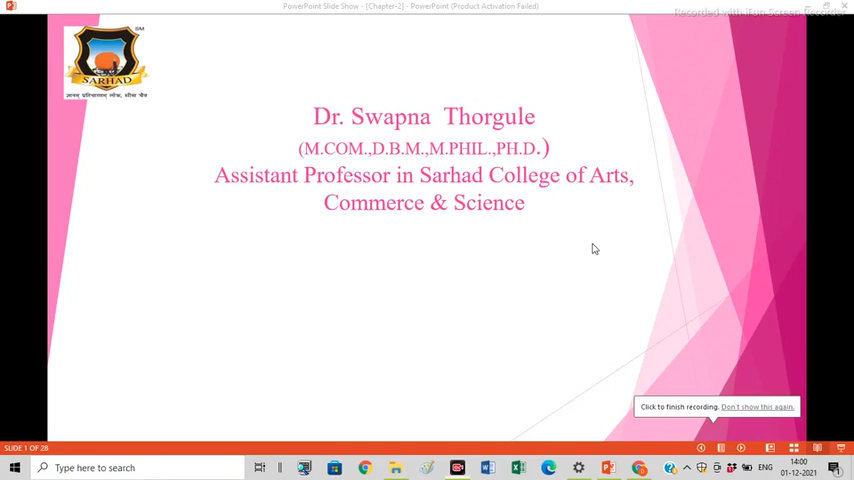 PowerPoint Slide Show - [Chapter-2] - PowerPoint (Product Activation Failed)
Recorded with iFun Screen Recorder
SM
SARHAD
Dr. Swapna Thorgule
(M.COM.,D.B.M.,M.PHIL.,PH.D.)
Assistant Professor in Sarhad College of Arts,
Commerce & Science
Click to finish recording. Don't show this again.
SLIDE 1 OF 28
Type here to search
ENG
14:00
01-12-2021